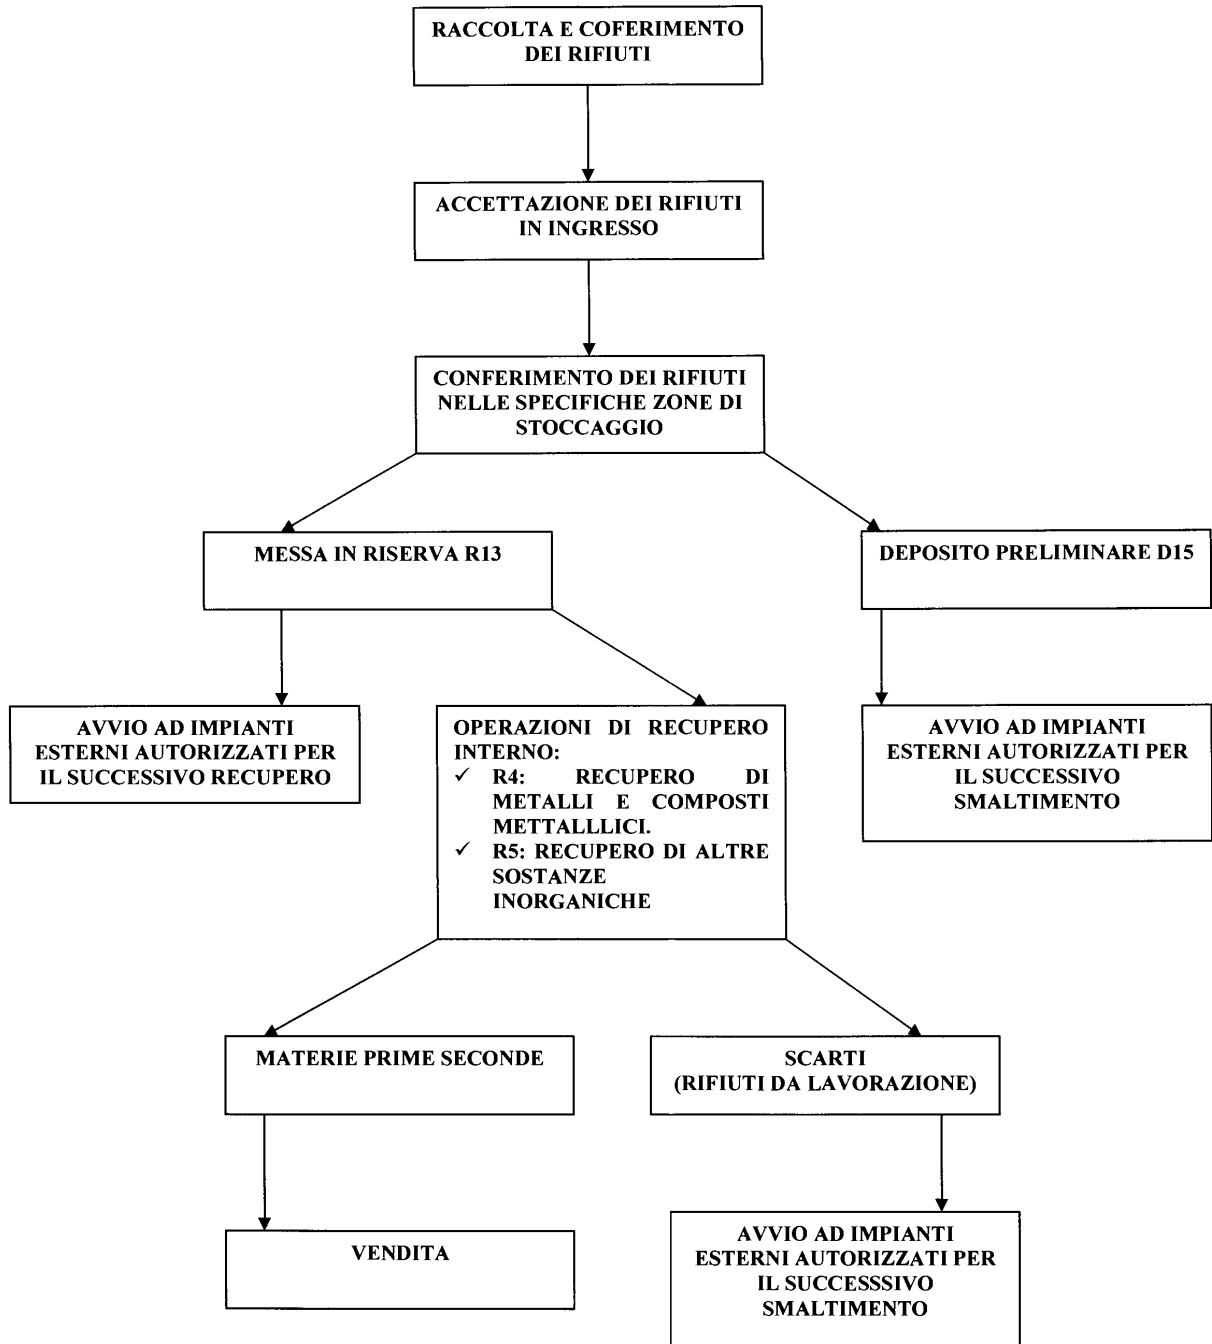 RACCOLTA E COFERIMENTO
DEI RIFIUTI
ACCETTAZIONE DEI RIFIUTI
IN INGRESSO
CONFERIMENTO DEI RIFIUTI
NELLE SPECIFICHE ZONE DI
STOCCAGGIO
MESSA IN RISERVA R13
DEPOSITO PRELIMINARE D15
AVVIO AD IMPIANTI
ESTERNI AUTORIZZATI PER
IL SUCCESSIVO RECUPERO
OPERAZIONI DI RECUPERO
INTERNO:
✓ R4: RECUPERO DI
METALLI E COMPOSTI
METTALLLICI.
✓ R5: RECUPERO DI ALTRE
SOSTANZE
INORGANICHE
AVVIO AD IMPIANTI
ESTERNI AUTORIZZATI PER
IL SUCCESSIVO
SMALTIMENTO
MATERIE PRIME SECONDE
SCARTI
(RIFIUTI DA LAVORAZIONE)
VENDITA
AVVIO AD IMPIANTI
ESTERNI AUTORIZZATI PER
IL SUCCESSSIVO
SMALTIMENTO